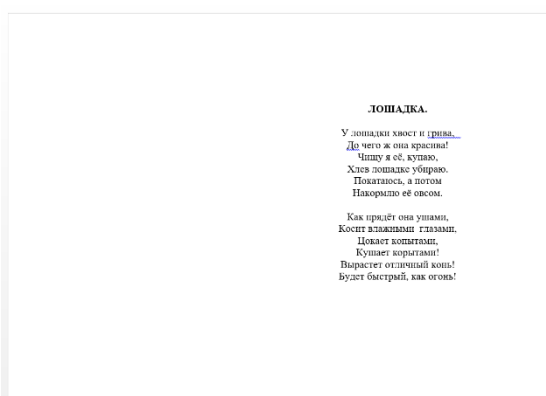 ЛОШАДКА.
У лошадки хвост и грива,
До чего ж она красива!
Чищу я её, купаю,
Хлев лошадке убираю.
Покатаюсь, а потом
Накормлю её овсом.
Как прядёт она ушами,
Косит влажными глазами,
Цокает копытами,
Кушает корытами!
Вырастет отличный конь!
Будет быстрый, как огонь!